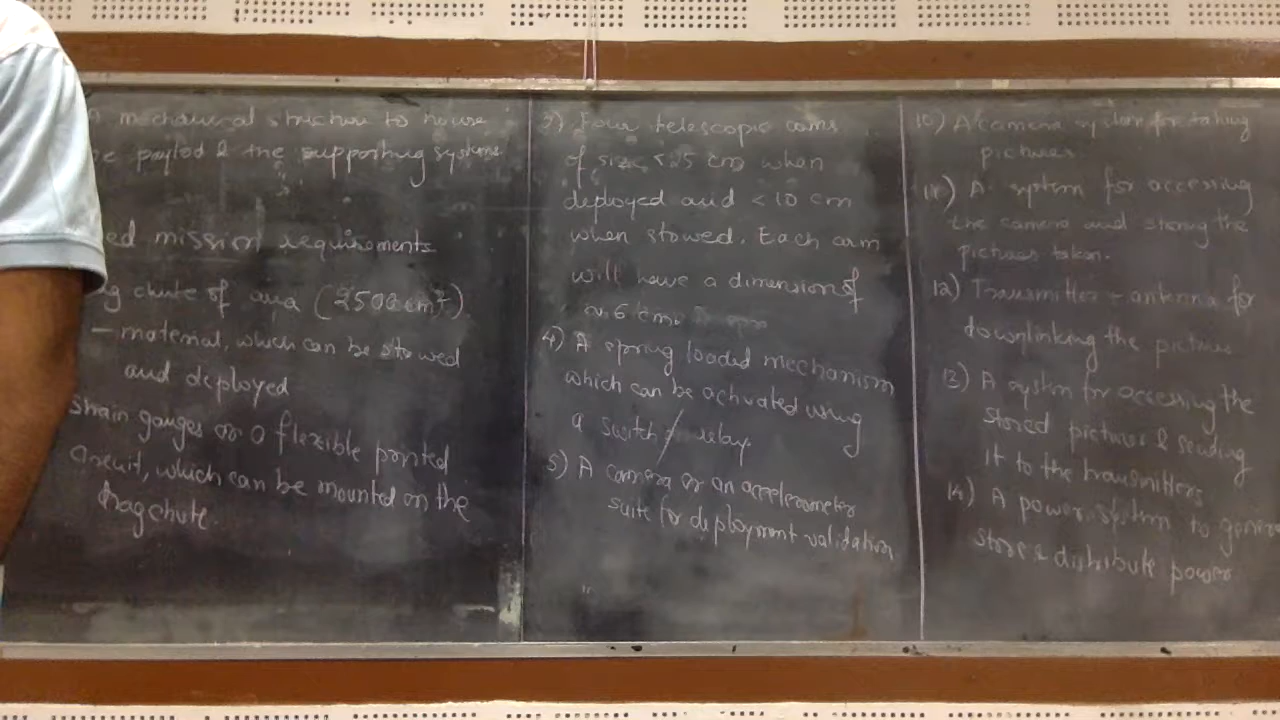 mechanical structure to house
payload & the supporting systems
ed mission requirements
g chute of area (2500cm²)
- material, which can be stowed
and deployed
strain gauges on a flexible printed
circuit, which can be mounted on the
dragchute.
3) Four telescopic arms
of size <25 cm when
deployed and <10 cm
when stowed. Each arm
will have a dimension of
~6 cm.
4) A spring loaded mechanism
which can be activated using
a switch / relay
5) A camera or an accelerometer
suite for deployment validation
10) A camera system for taking
pictures
11) A system for accessing
the camera and storing the
pictures taken.
12) Transmitter - antenna for
downlinking the pictures
13) A system for accessing the
stored pictures & sending
it to the transmitters
14) A power system to gener
store & distribute power